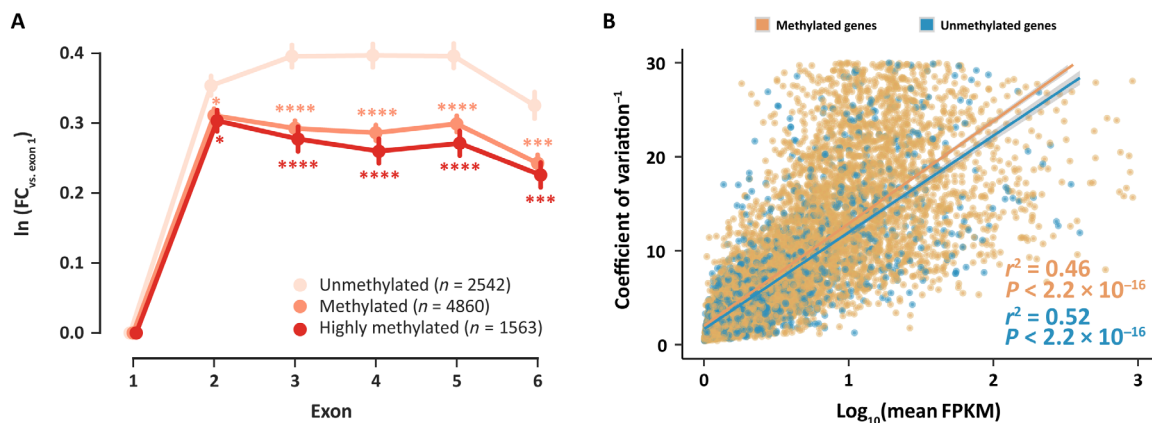 A
ln (FC vs. exon 1)
0.4
0.3
0.2
0.1
0.0
*
****
****
****
***
*
****
****
****
***
Unmethylated (n = 2542)
Methylated (n = 4860)
Highly methylated (n = 1563)
1 2 3 4 5 6
Exon
B
Methylated genes Unmethylated genes
Coefficient of variation⁻¹
30
20
10
0
r² = 0.46
P < 2.2 × 10⁻¹⁶
r² = 0.52
P < 2.2 × 10⁻¹⁶
0 1 2 3
Log₁₀(mean FPKM)